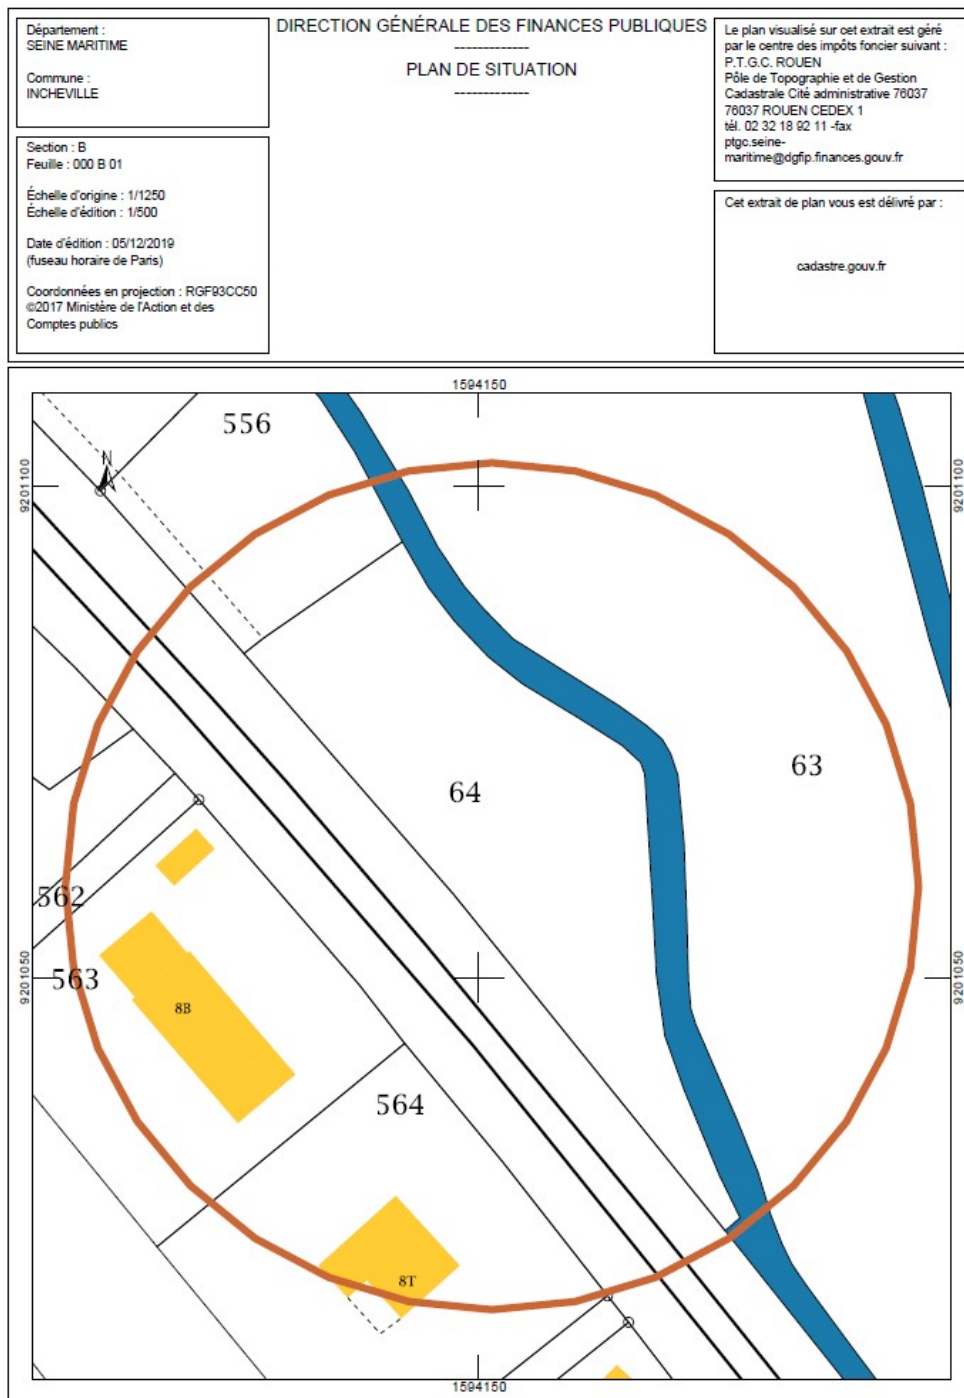 Département :
SEINE MARITIME
Commune :
INCHEVILLE
Section : B
Feuille : 000 B 01
Échelle d'origine : 1/1250
Échelle d'édition : 1/500
Date d'édition : 05/12/2019
(fuseau horaire de Paris)
Coordonnées en projection : RGF93CC50
©2017 Ministère de l'Action et des
Comptes publics
DIRECTION GÉNÉRALE DES FINANCES PUBLIQUES
-------------
PLAN DE SITUATION
-------------
Le plan visualisé sur cet extrait est géré
par le centre des impôts foncier suivant :
P.T.G.C. ROUEN
Pôle de Topographie et de Gestion
Cadastrale Cité administrative 76037
76037 ROUEN CEDEX 1
tél. 02 32 18 92 11 -fax
ptgc.seine-
maritime@dgfip.finances.gouv.fr
Cet extrait de plan vous est délivré par :
cadastre.gouv.fr
1594150
556
N
9201100
9201100
63
64
562
563
9201050
9201050
8B
564
8T
1594150